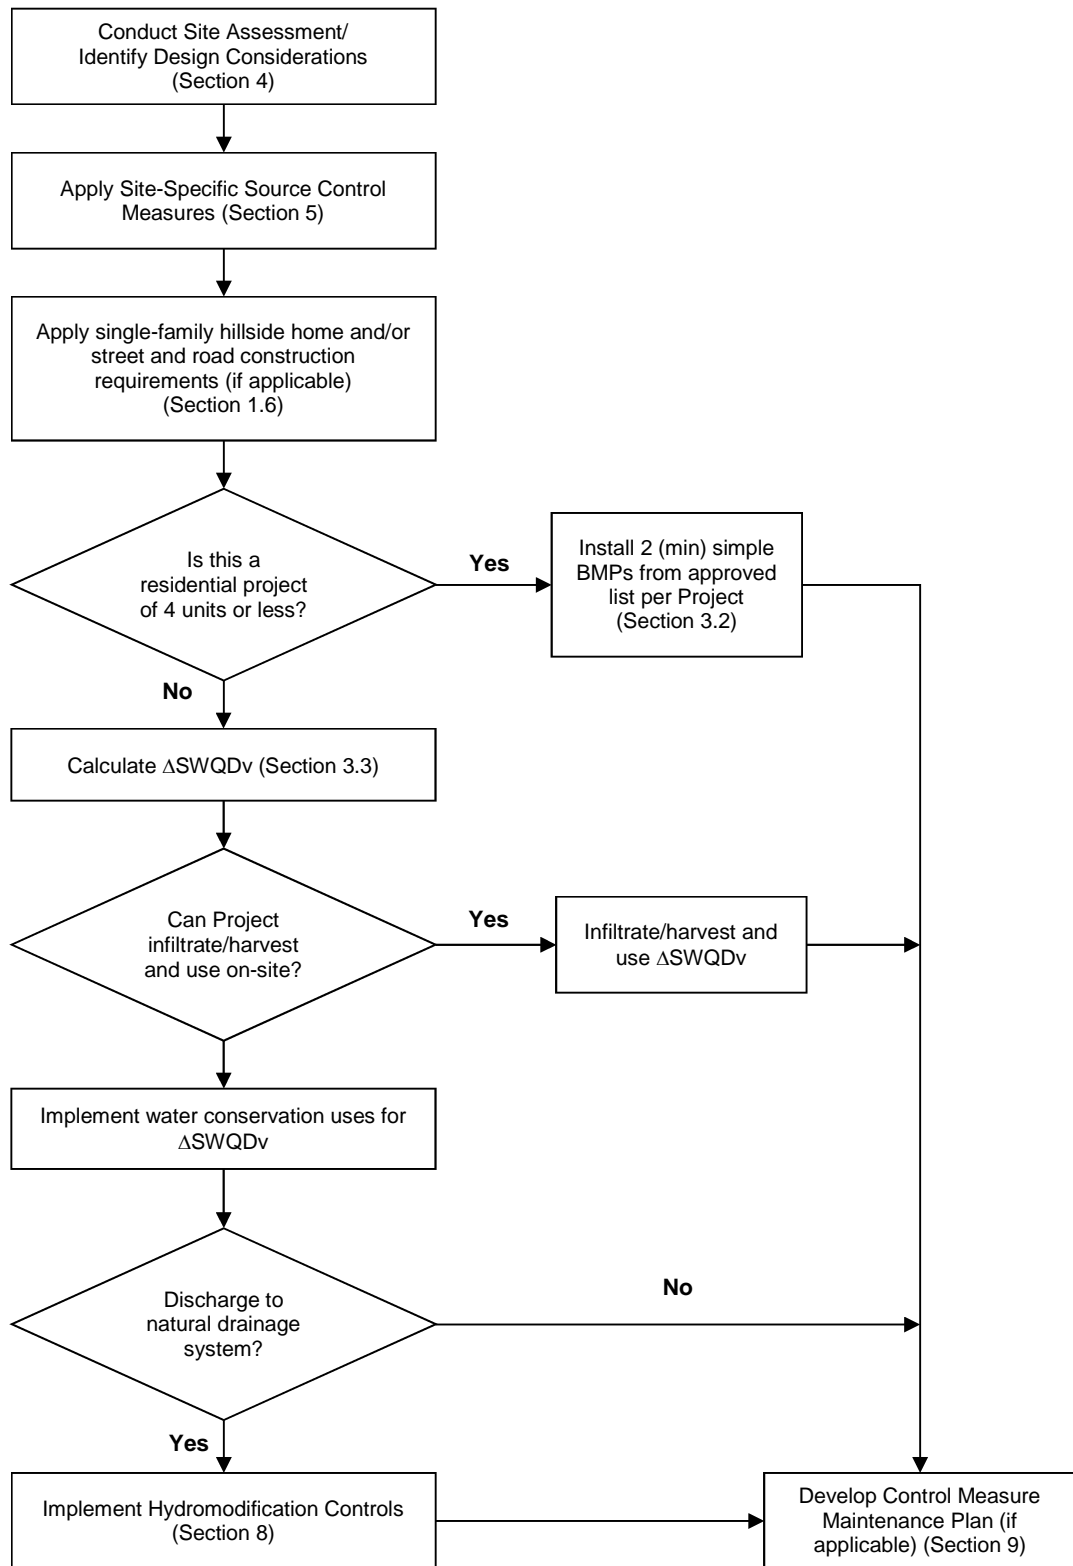 Conduct Site Assessment/
Identify Design Considerations
(Section 4)
Apply Site-Specific Source Control
Measures (Section 5)
Apply single-family hillside home and/or
street and road construction
requirements (if applicable)
(Section 1.6)
Is this a
residential project
of 4 units or less?
Yes
Install 2 (min) simple
BMPs from approved
list per Project
(Section 3.2)
No
Calculate ∆SWQDv (Section 3.3)
Can Project
infiltrate/harvest
and use on-site?
Yes
Infiltrate/harvest and
use ∆SWQDv
Implement water conservation uses for
∆SWQDv
Discharge to
natural drainage
system?
No
Yes
Implement Hydromodification Controls
(Section 8)
Develop Control Measure
Maintenance Plan (if
applicable) (Section 9)